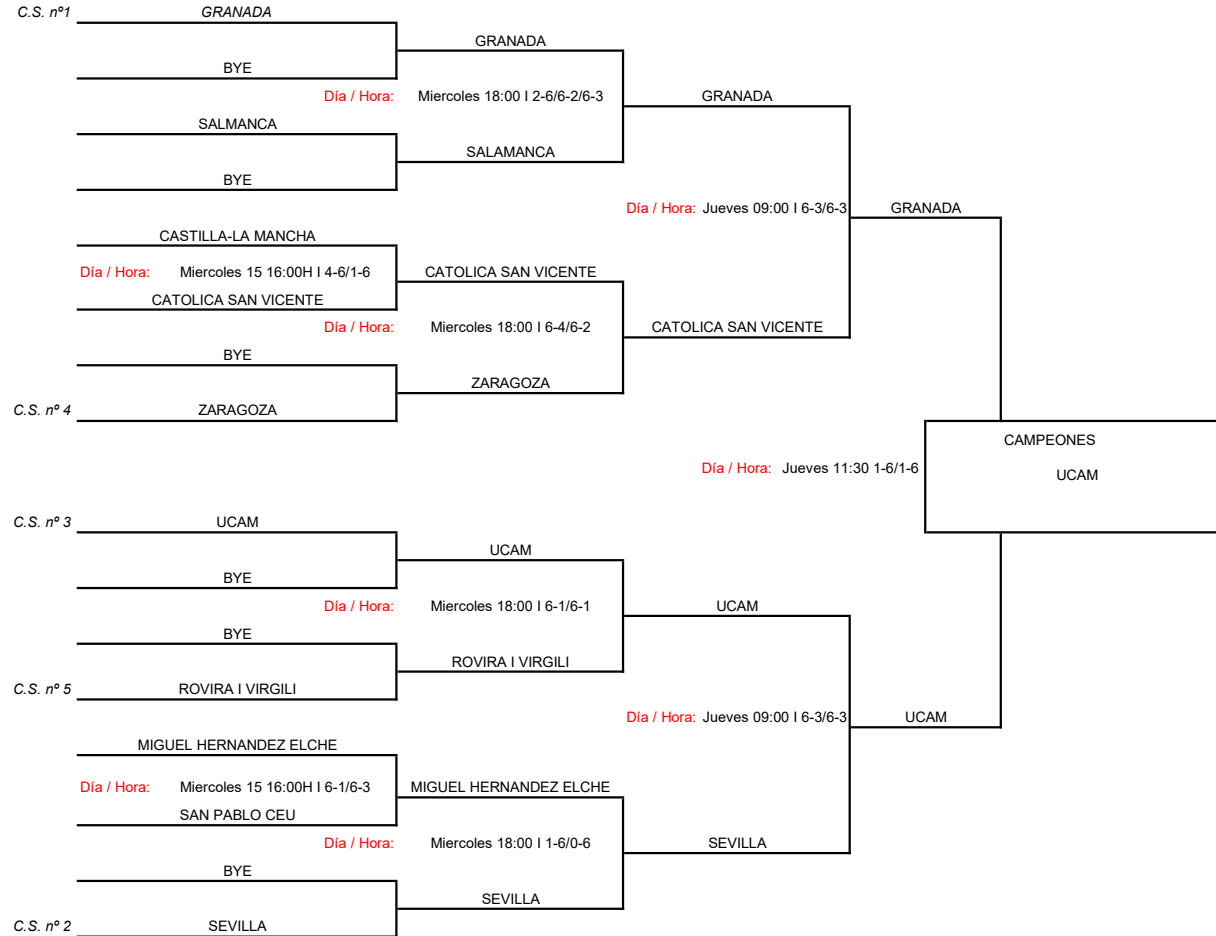 C.S. nº1 GRANADA
GRANADA
BYE
Día / Hora: Miercoles 18:00 I 2-6/6-2/6-3 GRANADA
SALMANCA
SALAMANCA
BYE
Día / Hora: Jueves 09:00 I 6-3/6-3 GRANADA
CASTILLA-LA MANCHA
Día / Hora: Miercoles 15 16:00H I 4-6/1-6 CATOLICA SAN VICENTE
CATOLICA SAN VICENTE
Día / Hora: Miercoles 18:00 I 6-4/6-2 CATOLICA SAN VICENTE
BYE
ZARAGOZA
C.S. nº 4 ZARAGOZA
CAMPEONES
Día / Hora: Jueves 11:30 1-6/1-6
UCAM
C.S. nº 3 UCAM
UCAM
BYE
Día / Hora: Miercoles 18:00 I 6-1/6-1 UCAM
BYE
ROVIRA I VIRGILI
C.S. nº 5 ROVIRA I VIRGILI
Día / Hora: Jueves 09:00 I 6-3/6-3 UCAM
MIGUEL HERNANDEZ ELCHE
Día / Hora: Miercoles 15 16:00H I 6-1/6-3 MIGUEL HERNANDEZ ELCHE
SAN PABLO CEU
Día / Hora: Miercoles 18:00 I 1-6/0-6 SEVILLA
BYE
SEVILLA
C.S. nº 2 SEVILLA